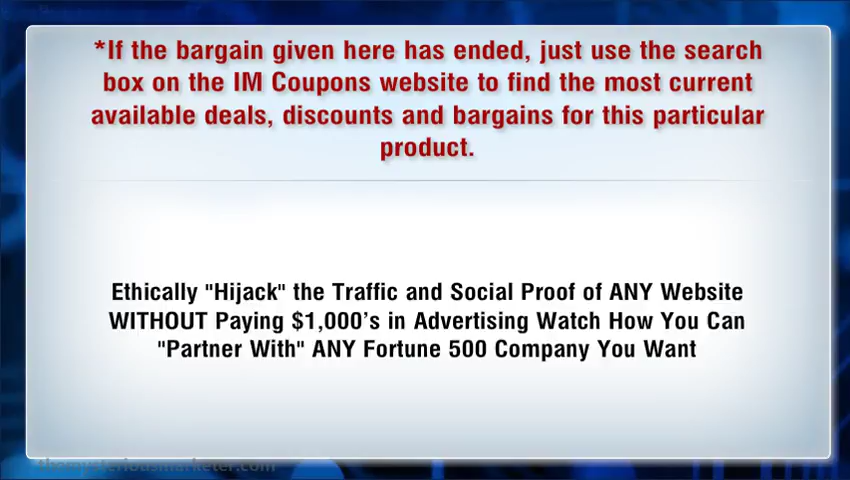 *If the bargain given here has ended, just use the search
box on the IM Coupons website to find the most current
available deals, discounts and bargains for this particular
product.
Ethically "Hijack" the Traffic and Social Proof of ANY Website
WITHOUT Paying $1,000’s in Advertising Watch How You Can
"Partner With" ANY Fortune 500 Company You Want
themysteriousmarketer.com